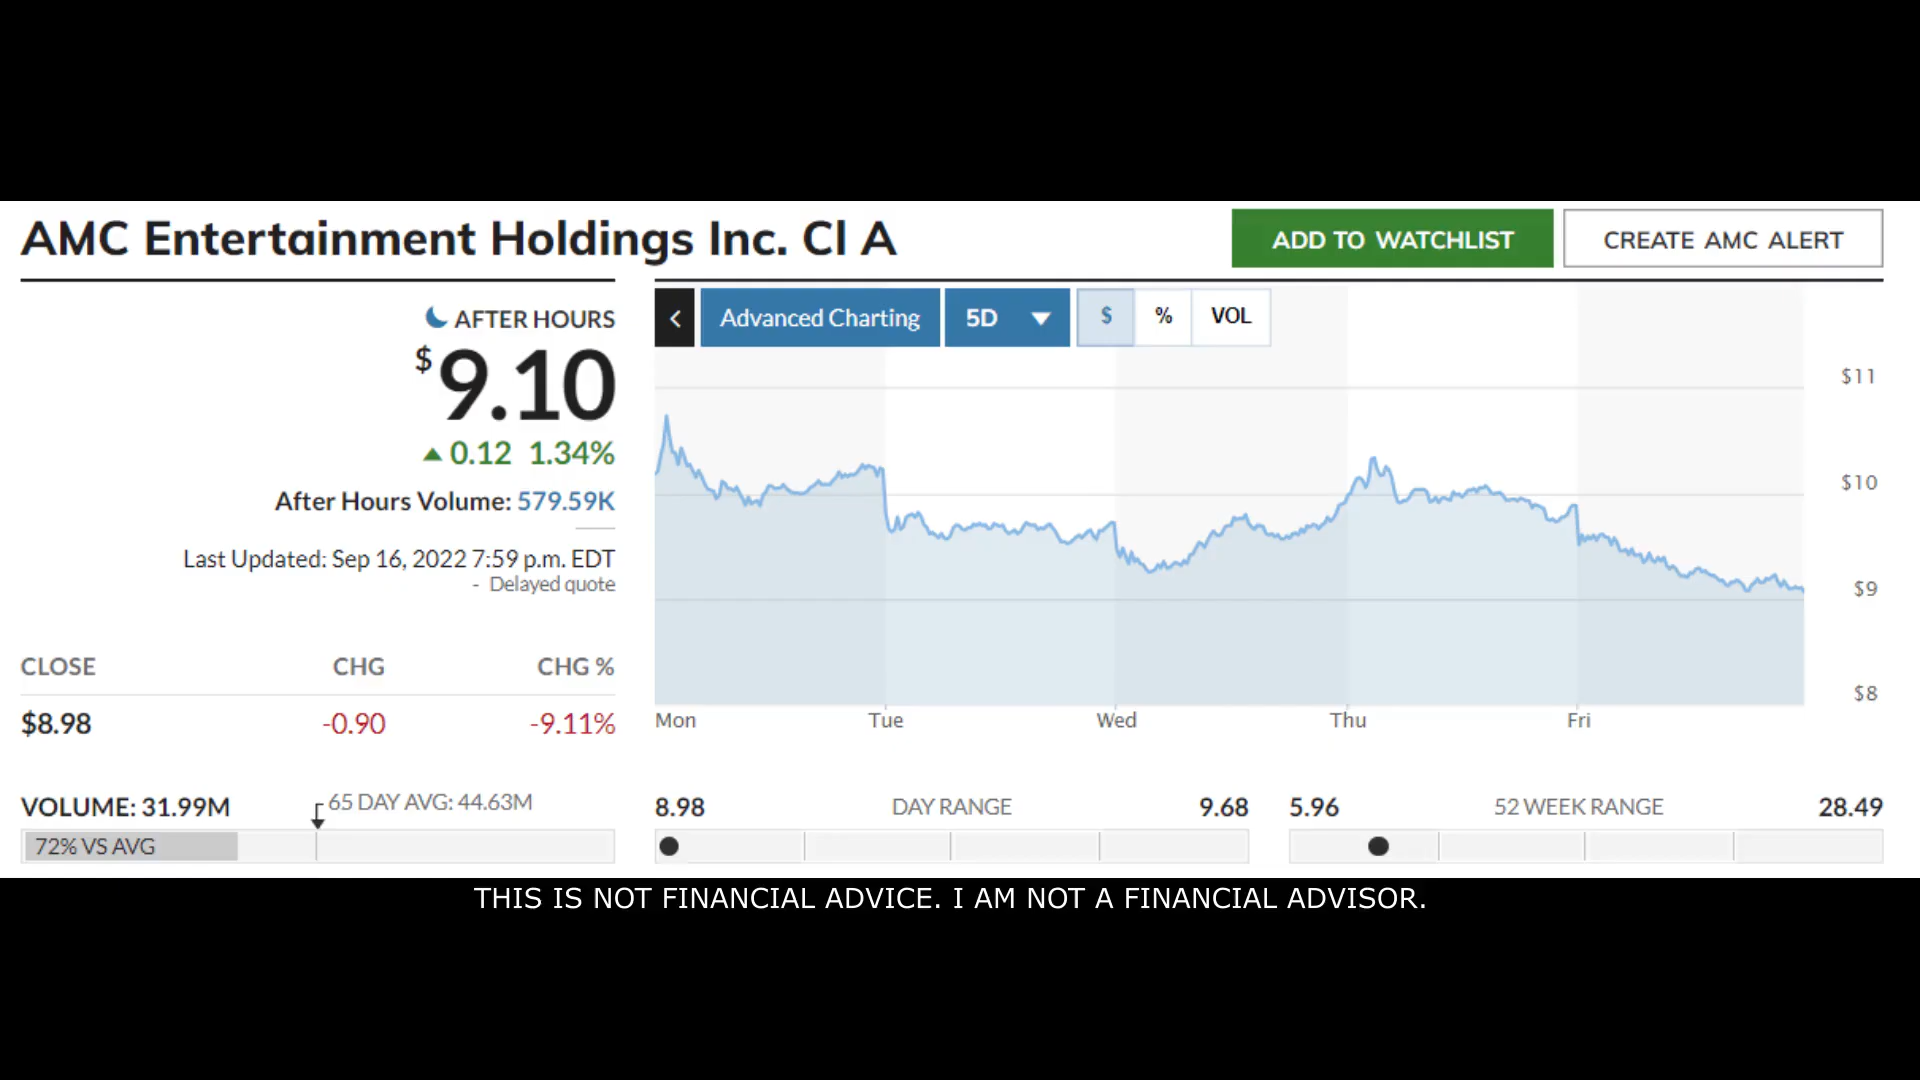 AMC Entertainment Holdings Inc. Cl A
ADD TO WATCHLIST
CREATE AMC ALERT
AFTER HOURS
$9.10
0.12 1.34%
After Hours Volume: 579.59K
Last Updated: Sep 16, 2022 7:59 p.m. EDT
- Delayed quote
CLOSE CHG CHG %
$8.98 -0.90 -9.11%
VOLUME: 31.99M 65 DAY AVG: 44.63M
72% VS AVG
< Advanced Charting 5D $ % VOL
$11
$10
$9
$8
Mon Tue Wed Thu Fri
8.98 DAY RANGE 9.68
5.96 52 WEEK RANGE 28.49
THIS IS NOT FINANCIAL ADVICE. I AM NOT A FINANCIAL ADVISOR.